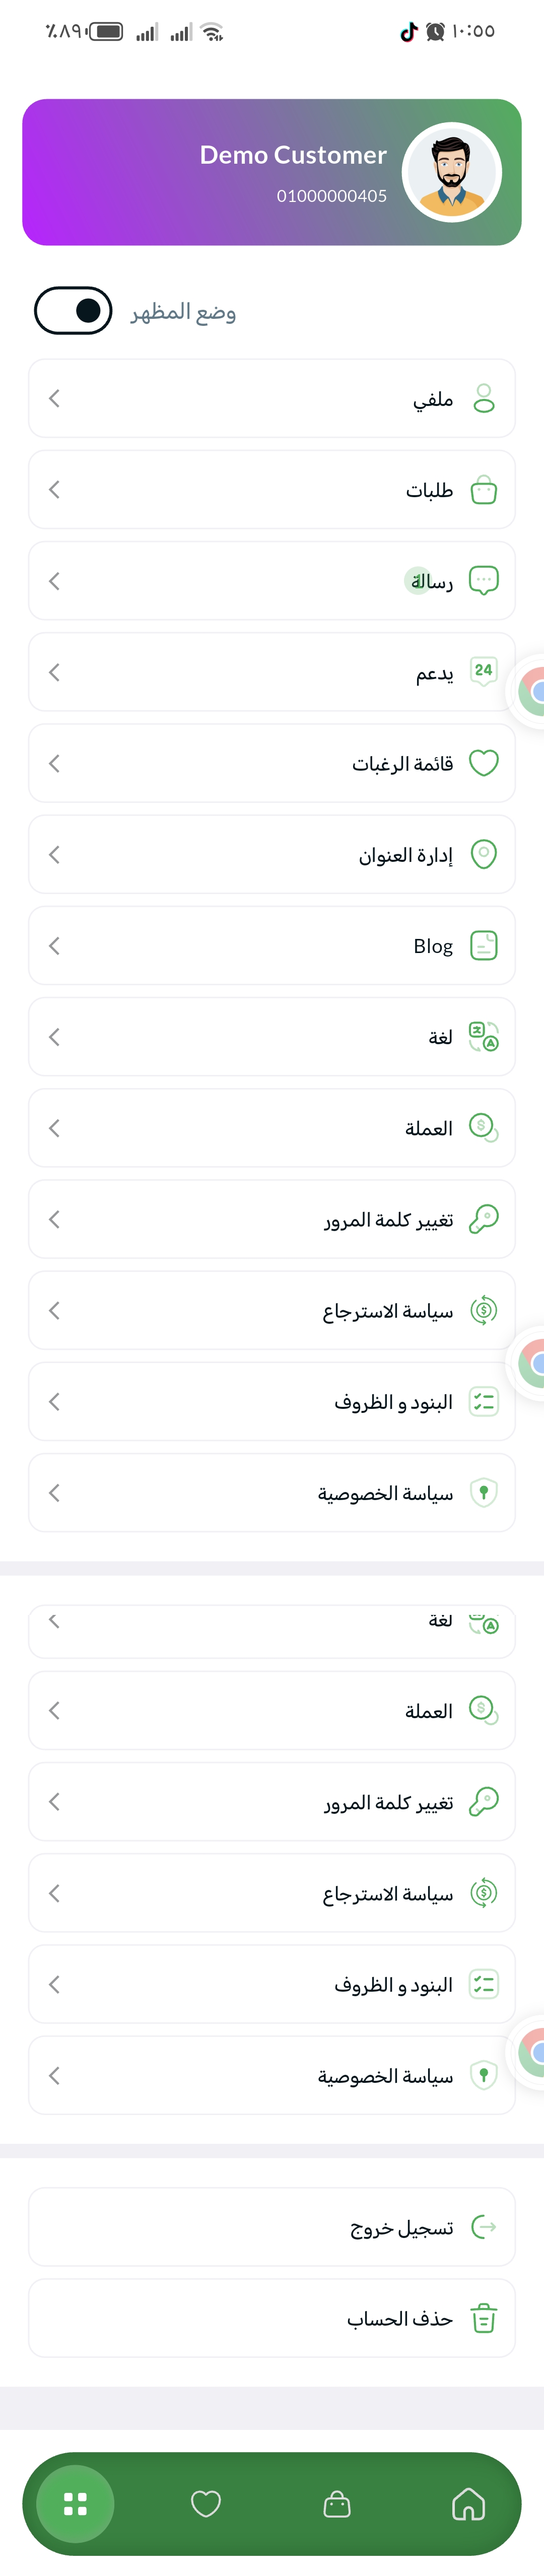 ١٠:٥٥
٪٨٩
Demo Customer
01000000405
وضع المظهر
ملفي
طلبات
رسالة
24
يدعم
قائمة الرغبات
إدارة العنوان
Blog
لغة
العملة
تغيير كلمة المرور
سياسة الاسترجاع
البنود و الظروف
سياسة الخصوصية
لغة
العملة
تغيير كلمة المرور
سياسة الاسترجاع
البنود و الظروف
سياسة الخصوصية
تسجيل خروج
حذف الحساب